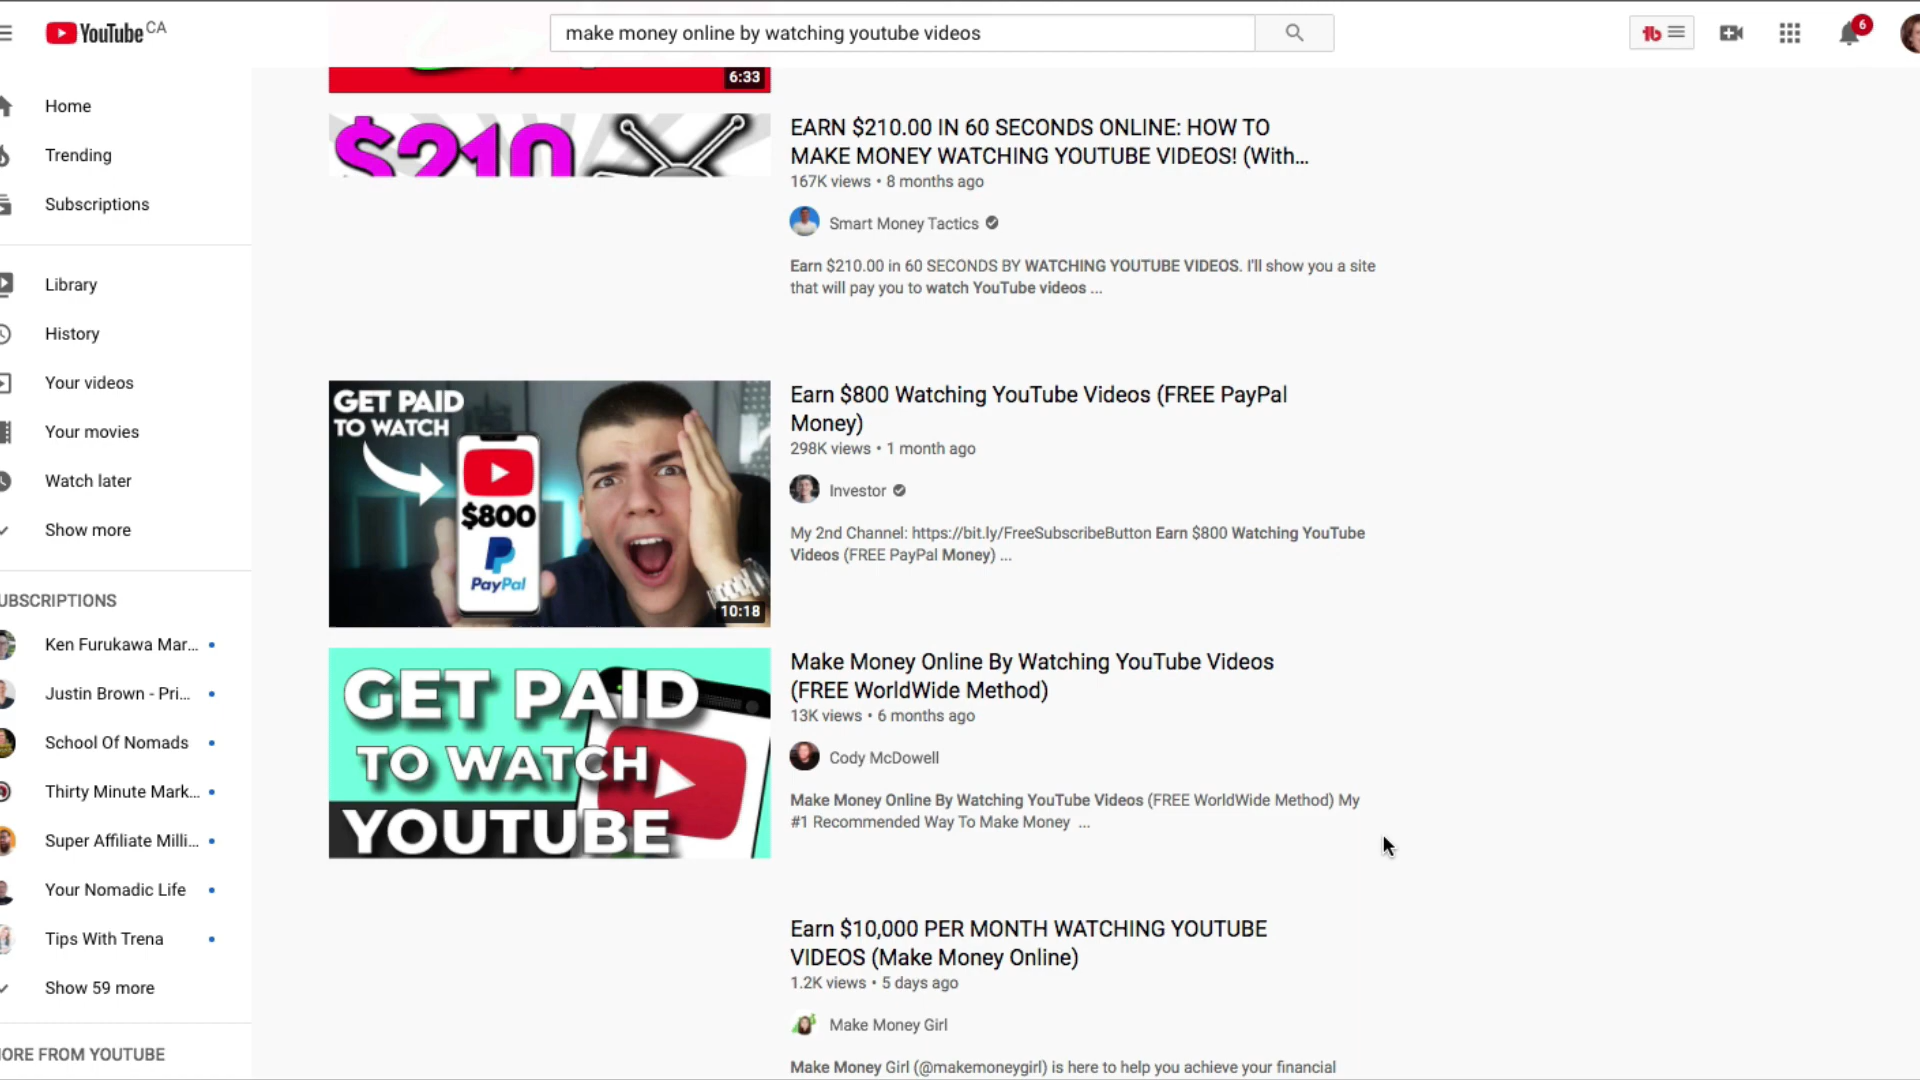 YouTube CA
make money online by watching youtube videos
6
Home
Trending
Subscriptions
Library
History
Your videos
Your movies
Watch later
Show more
UBSCRIPTIONS
Ken Furukawa Mar...
Justin Brown - Pri...
School Of Nomads
Thirty Minute Mark...
Super Affiliate Milli...
Your Nomadic Life
Tips With Trena
Show 59 more
ORE FROM YOUTUBE
6:33
$210
EARN $210.00 IN 60 SECONDS ONLINE: HOW TO
MAKE MONEY WATCHING YOUTUBE VIDEOS! (With...
167K views • 8 months ago
Smart Money Tactics
Earn $210.00 in 60 SECONDS BY WATCHING YOUTUBE VIDEOS. I'll show you a site
that will pay you to watch YouTube videos ...
GET PAID
TO WATCH
$800
PayPal
10:18
Earn $800 Watching YouTube Videos (FREE PayPal
Money)
298K views • 1 month ago
Investor
My 2nd Channel: https://bit.ly/FreeSubscribeButton Earn $800 Watching YouTube
Videos (FREE PayPal Money) ...
GET PAID
TO WATCH
YOUTUBE
Make Money Online By Watching YouTube Videos
(FREE WorldWide Method)
13K views • 6 months ago
Cody McDowell
Make Money Online By Watching YouTube Videos (FREE WorldWide Method) My
#1 Recommended Way To Make Money ...
Earn $10,000 PER MONTH WATCHING YOUTUBE
VIDEOS (Make Money Online)
1.2K views • 5 days ago
Make Money Girl
Make Money Girl (@makemoneygirl) is here to help you achieve your financial